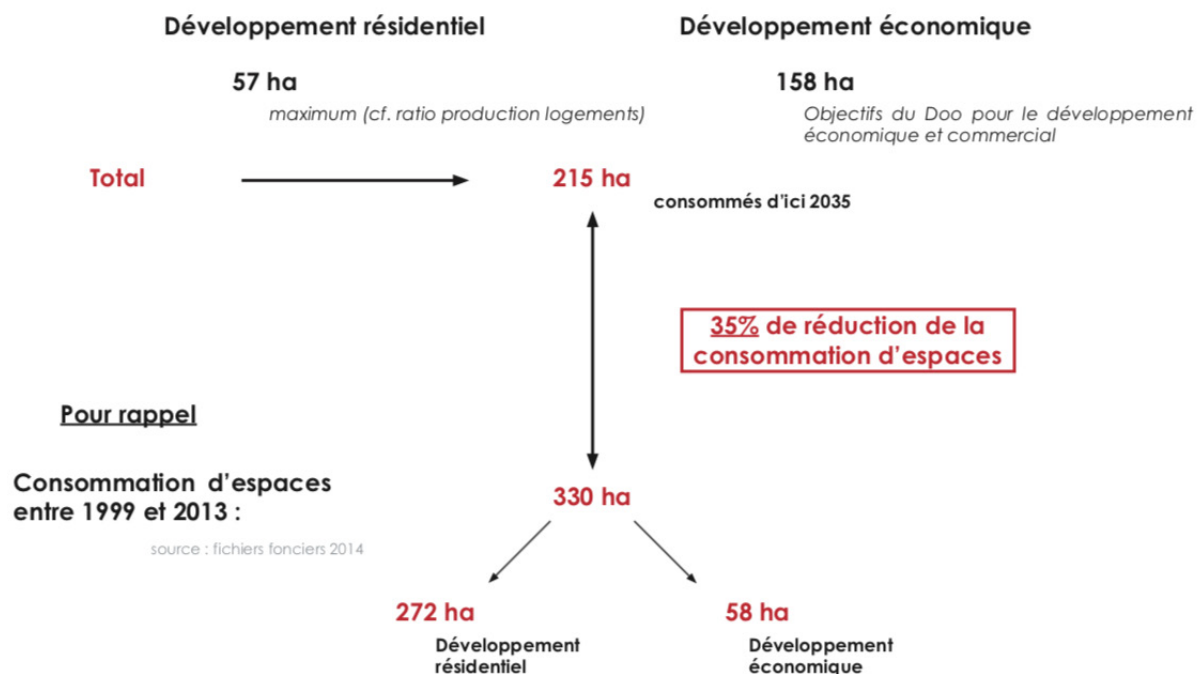 Développement résidentiel
Développement économique
57 ha
maximum (cf. ratio production logements)
158 ha
Objectifs du Doo pour le développement
économique et commercial
Total
215 ha
consommés d’ici 2035
35% de réduction de la
consommation d’espaces
Pour rappel
Consommation d’espaces
entre 1999 et 2013 :
source : fichiers fonciers 2014
330 ha
272 ha
Développement
résidentiel
58 ha
Développement
économique